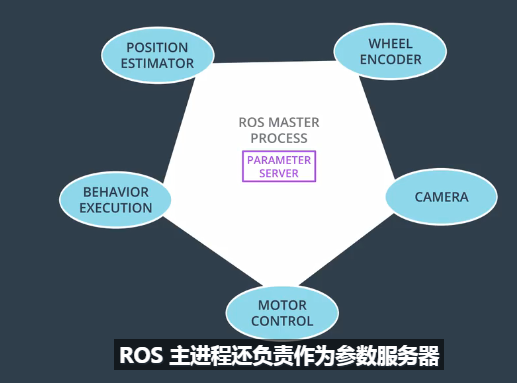 POSITION
ESTIMATOR
WHEEL
ENCODER
ROS MASTER
PROCESS
PARAMETER
SERVER
BEHAVIOR
EXECUTION
CAMERA
MOTOR
CONTROL
ROS 主进程还负责作为参数服务器